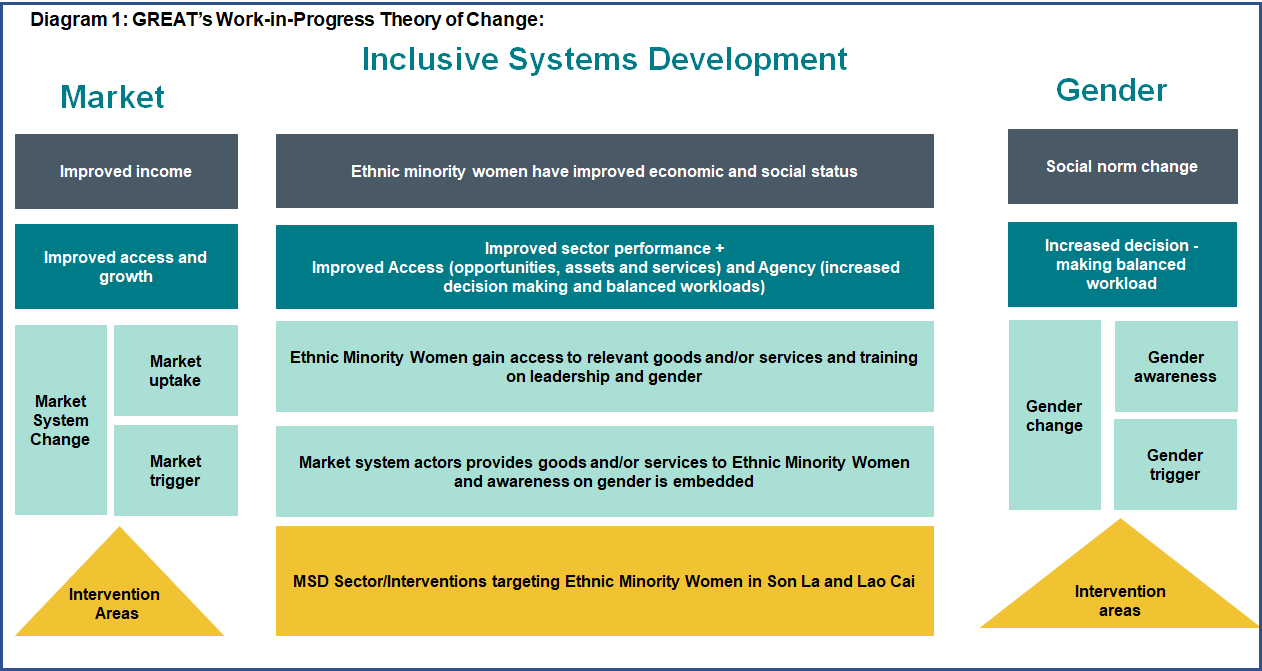 Diagram 1: GREAT's Work-in-Progress Theory of Change:
Inclusive Systems Development
Market
Gender
Improved income
Ethnic minority women have improved economic and social status
Social norm change
Improved access and
growth
Improved sector performance +
Improved Access (opportunities, assets and services) and Agency (increased
decision making and balanced workloads)
Increased decision -
making balanced
workload
Market
System
Change
Market
uptake
Market
trigger
Ethnic Minority Women gain access to relevant goods and/or services and training
on leadership and gender
Market system actors provides goods and/or services to Ethnic Minority Women
and awareness on gender is embedded
Gender
change
Gender
awareness
Gender
trigger
Intervention
Areas
MSD Sector/Interventions targeting Ethnic Minority Women in Son La and Lao Cai
Intervention
areas